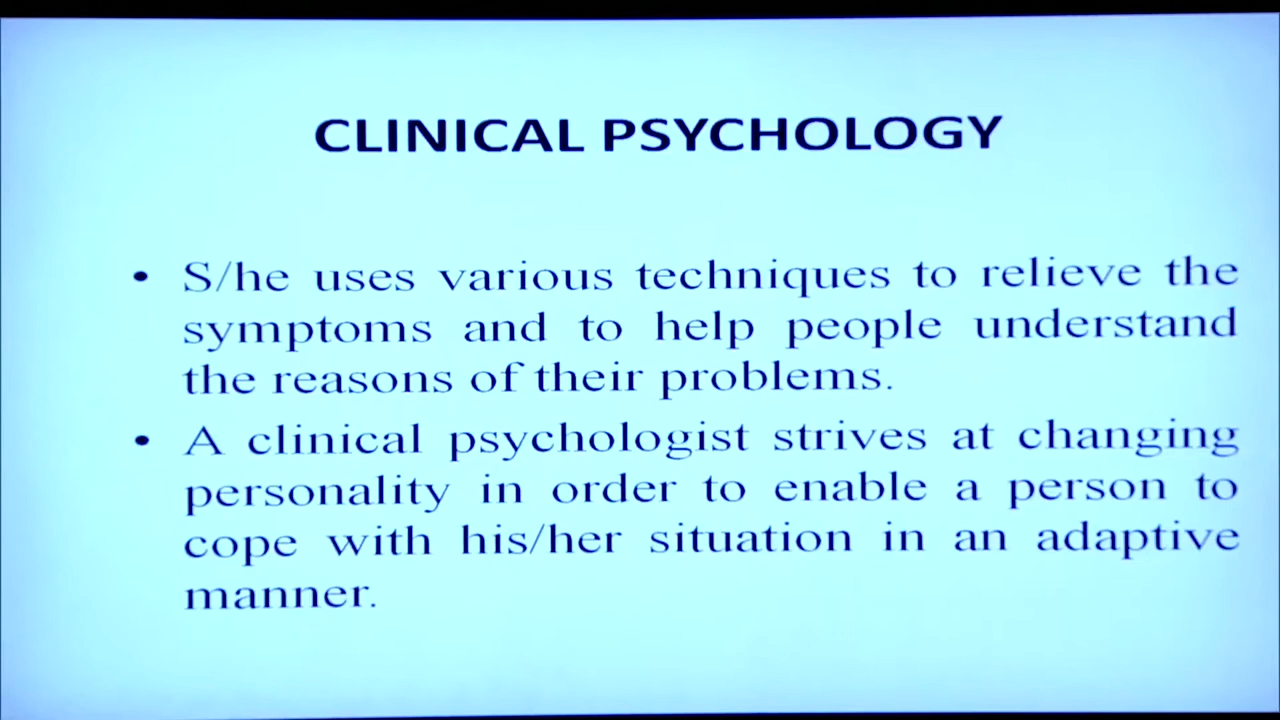 CLINICAL PSYCHOLOGY
• S/he uses various techniques to relieve the
symptoms and to help people understand
the reasons of their problems.
• A clinical psychologist strives at changing
personality in order to enable a person to
cope with his/her situation in an adaptive
manner.